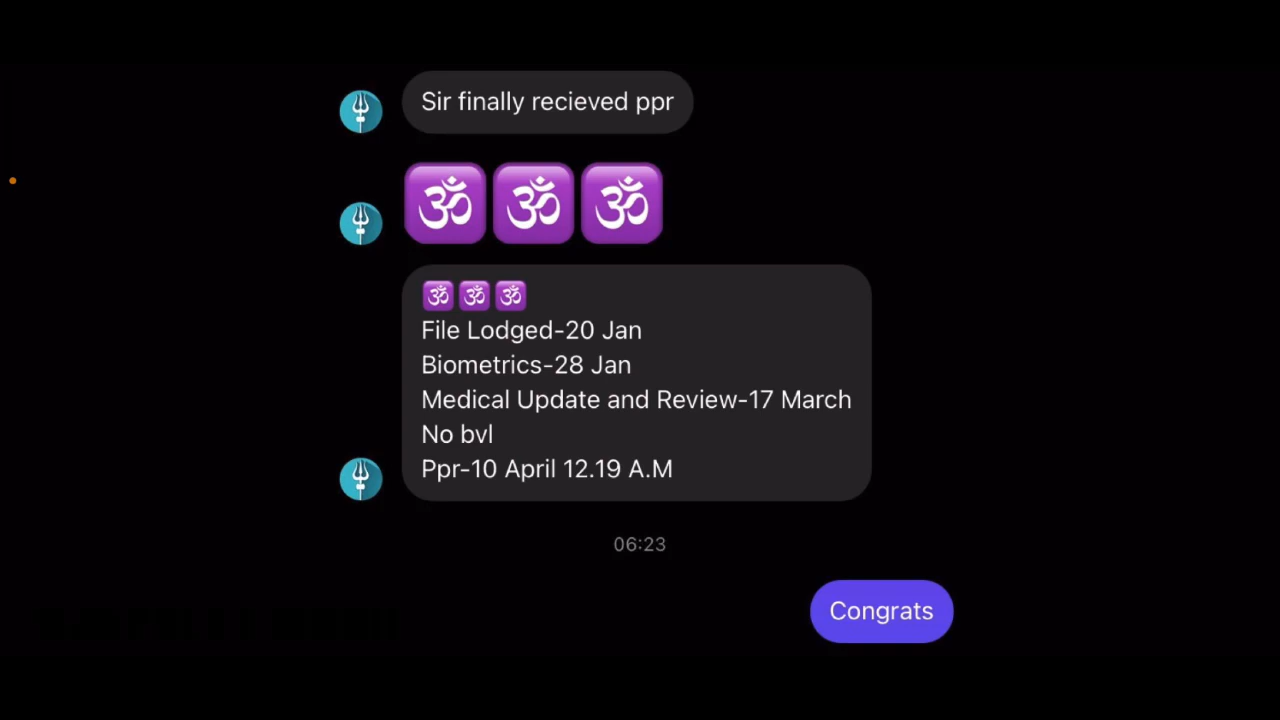 Sir finally recieved ppr
🕉️🕉️🕉️
🕉️🕉️🕉️
File Lodged-20 Jan
Biometrics-28 Jan
Medical Update and Review-17 March
No bvl
Ppr-10 April 12.19 A.M
06:23
Congrats